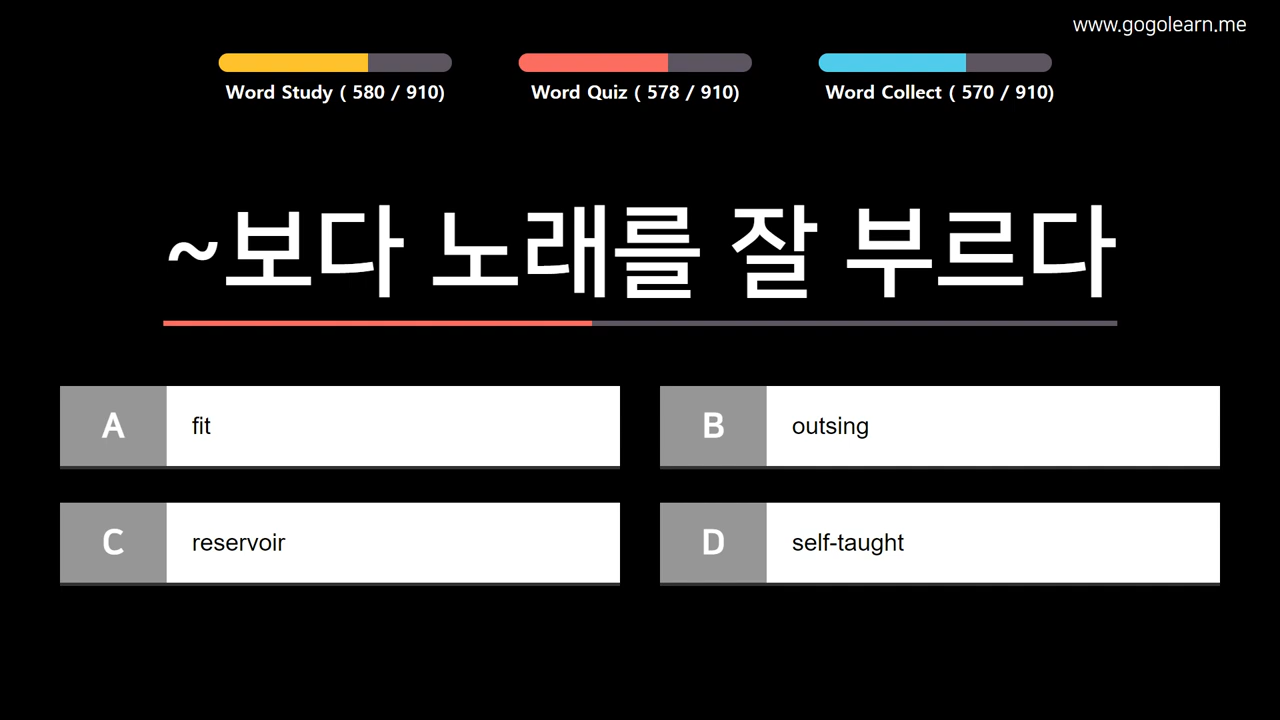 www.gogolearn.me
Word Study ( 580 / 910)
Word Quiz ( 578 / 910)
Word Collect ( 570 / 910)
~보다 노래를 잘 부르다
A fit
B outsing
C reservoir
D self-taught